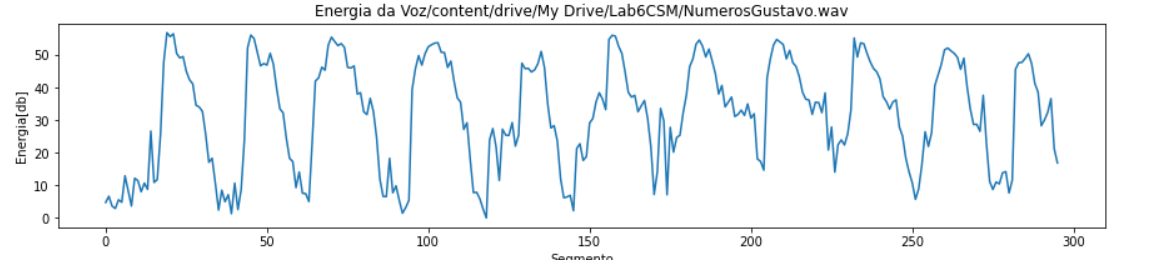 Energia da Voz/content/drive/My Drive/Lab6CSM/NumerosGustavo.wav
Energia[db]
50
40
30
20
10
0
0 50 100 150 200 250 300
Segmento